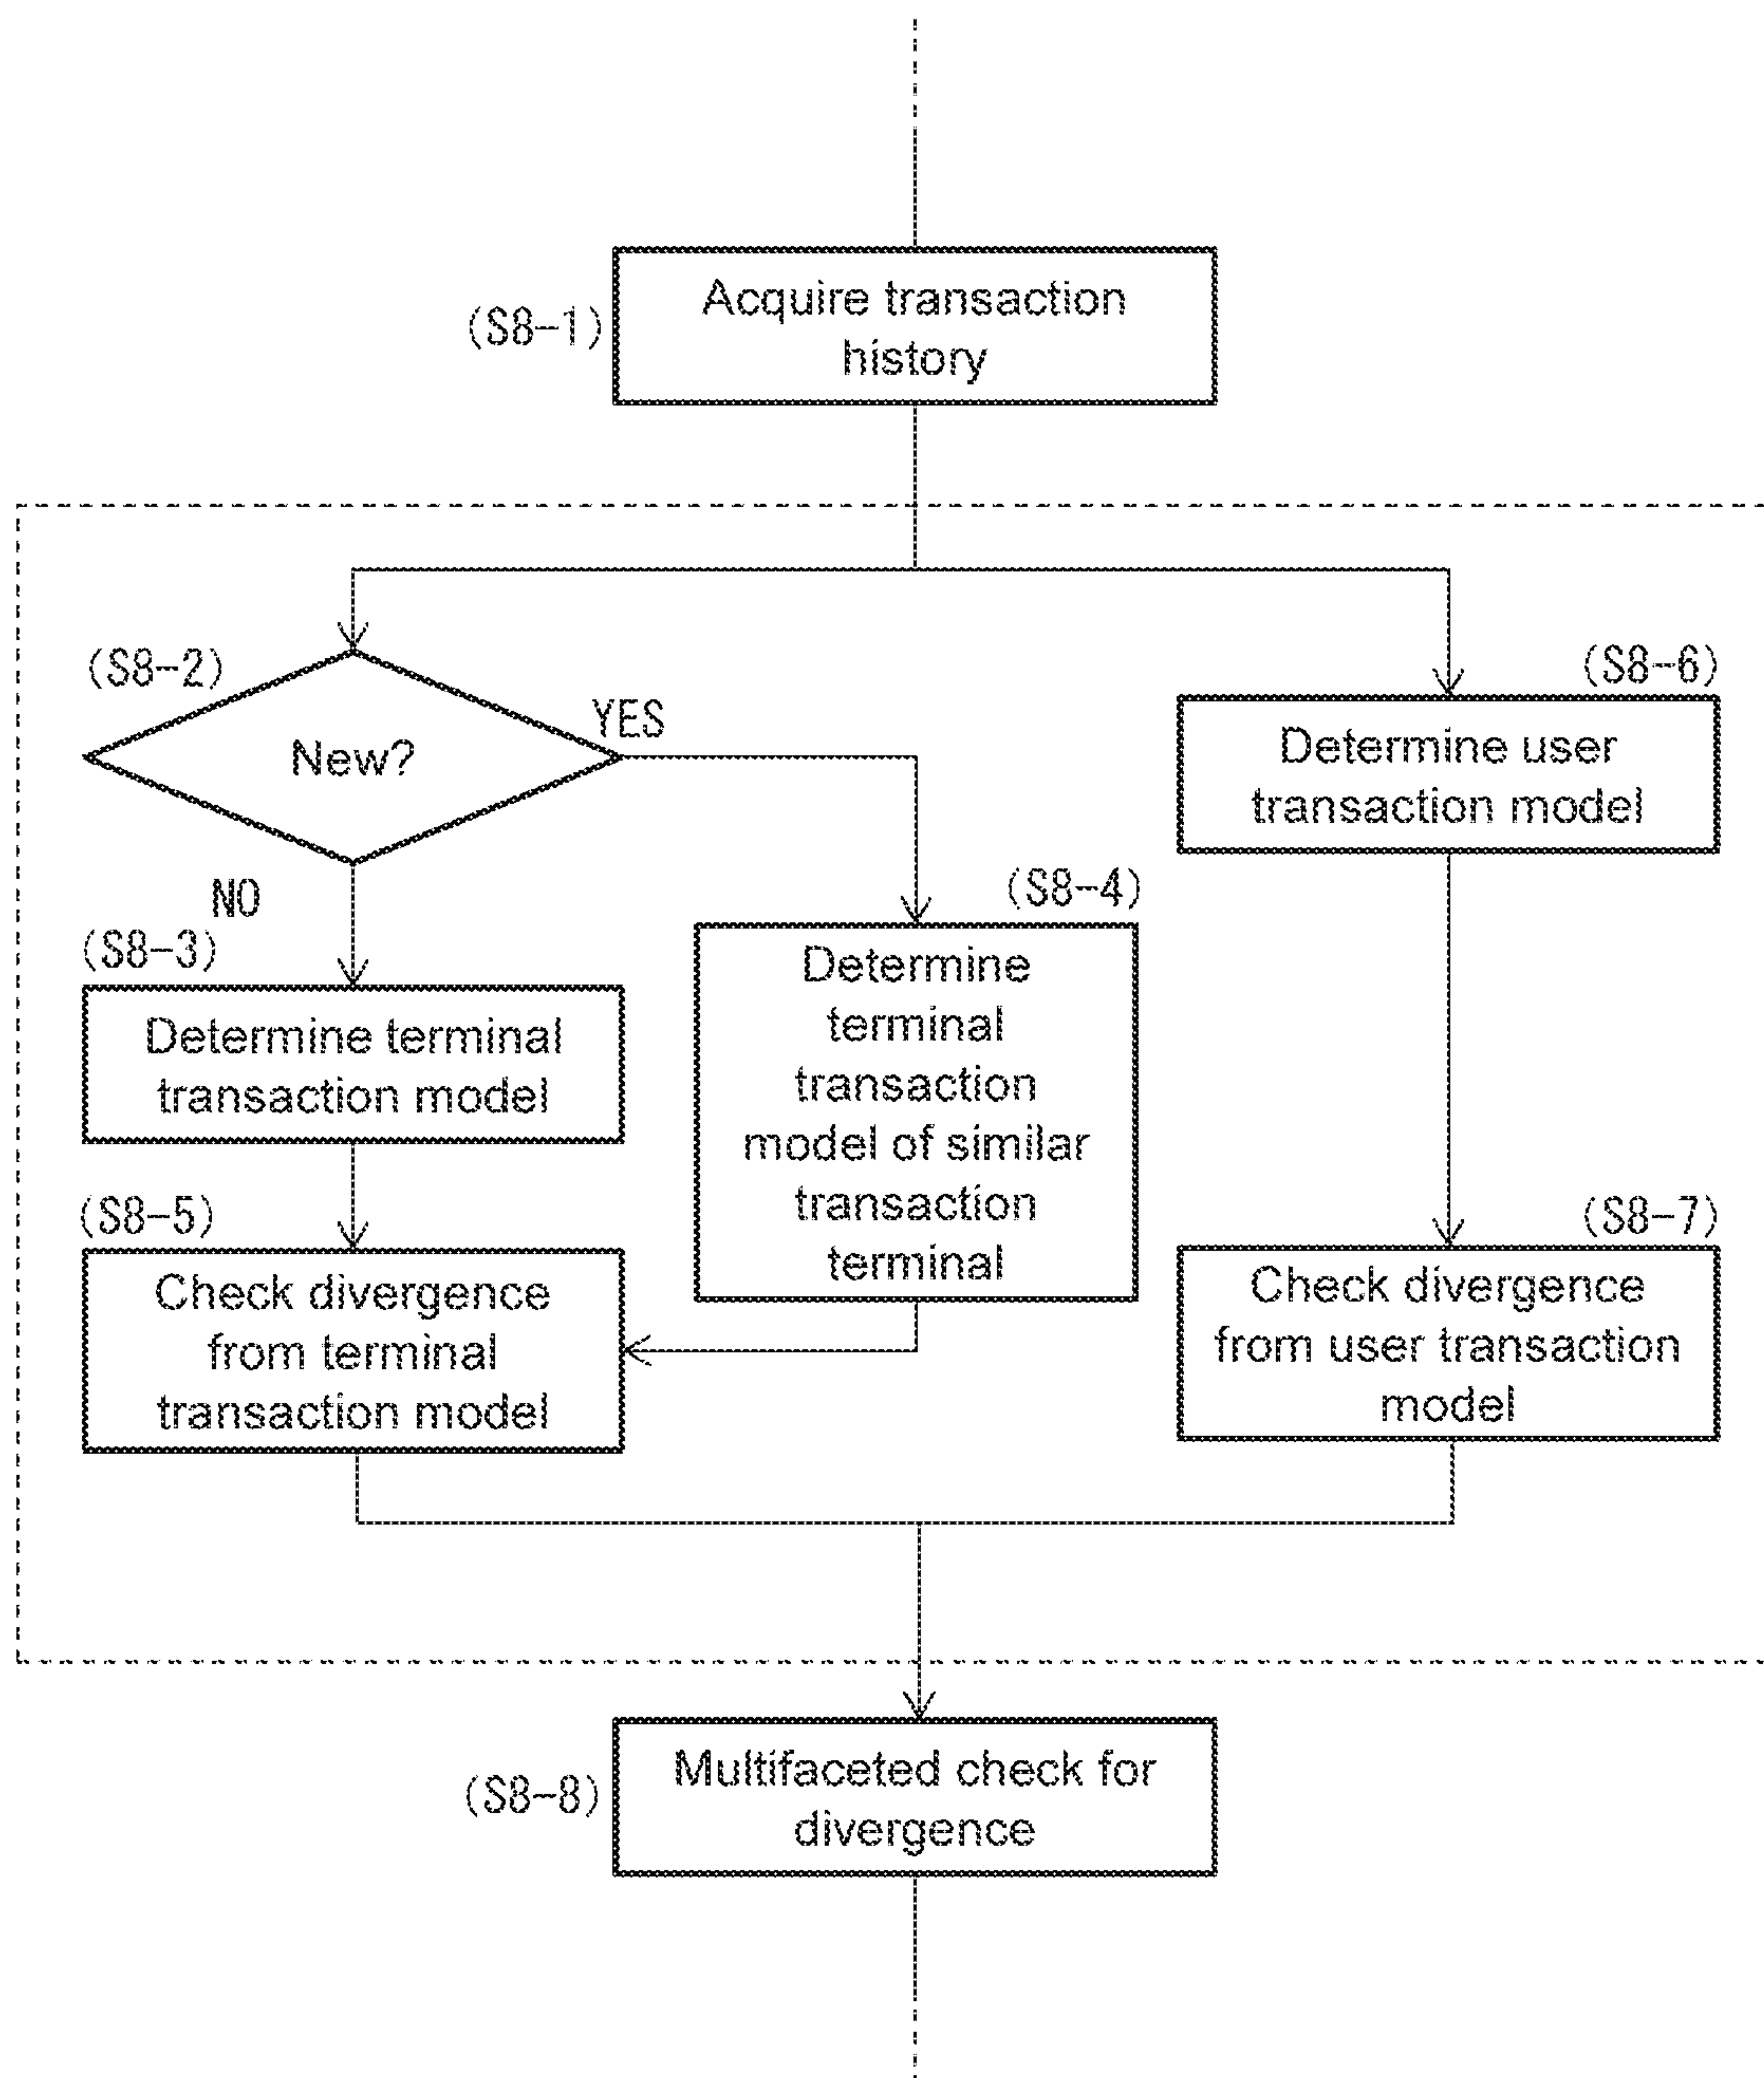 (S8-1)
Acquire transaction
history
(S8-2)
New?
YES
NO
(S8-3)
Determine terminal
transaction model
(S8-4)
Determine
terminal
transaction
model of similar
transaction
terminal
(S8-5)
Check divergence
from terminal
transaction model
(S8-6)
Determine user
transaction model
(S8-7)
Check divergence
from user transaction
model
(S8-8)
Multifaceted check for
divergence